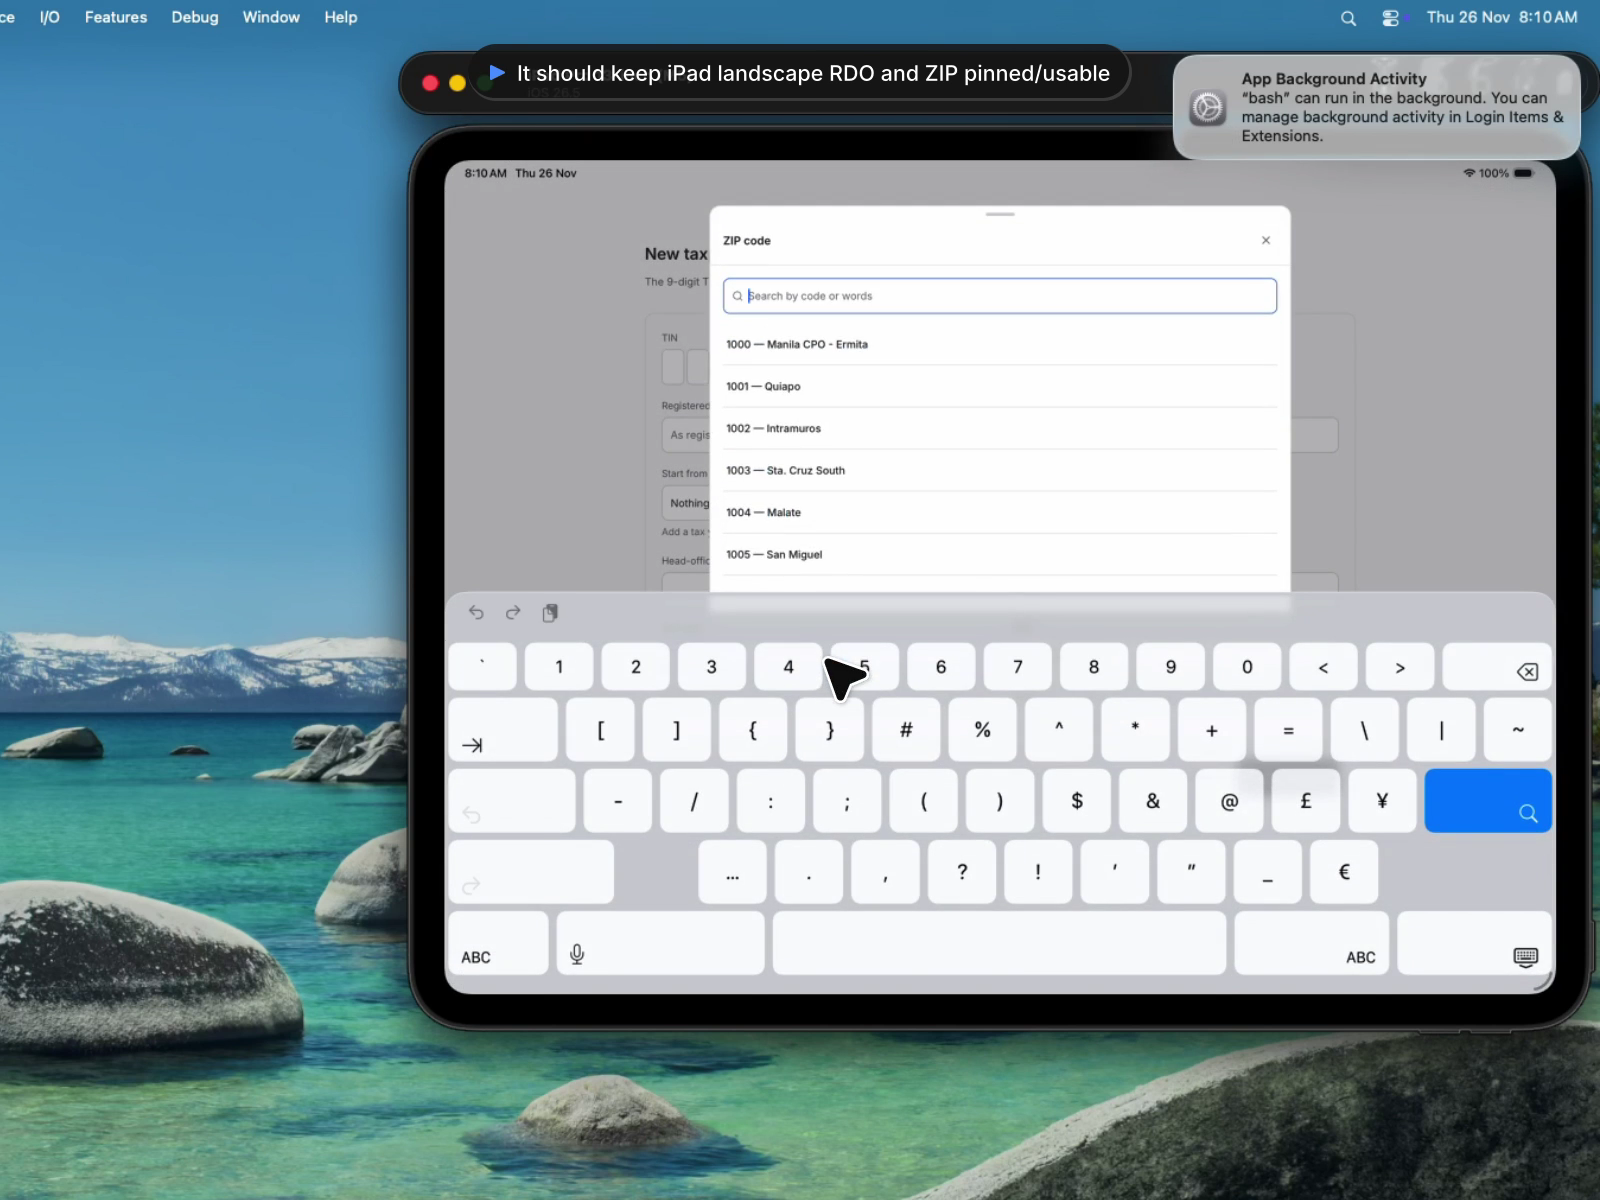 ce I/O Features Debug Window Help
Thu 26 Nov 8:10 AM
It should keep iPad landscape RDO and ZIP pinned/usable
iOS 26.5
App Background Activity
“bash” can run in the background. You can
manage background activity in Login Items &
Extensions.
8:10 AM Thu 26 Nov
100%
New tax
The 9-digit T
TIN
Registered
As regis
Start from
Nothing
Add a tax
Head-offic
ZIP code
Search by code or words
1000 — Manila CPO - Ermita
1001 — Quiapo
1002 — Intramuros
1003 — Sta. Cruz South
1004 — Malate
1005 — San Miguel
` 1 2 3 4 5 6 7 8 9 0 < >
[ ] { } # % ^ * + = \ | ~
- / : ; ( ) $ & @ £ ¥
... . , ? ! ' " _ €
ABC ABC